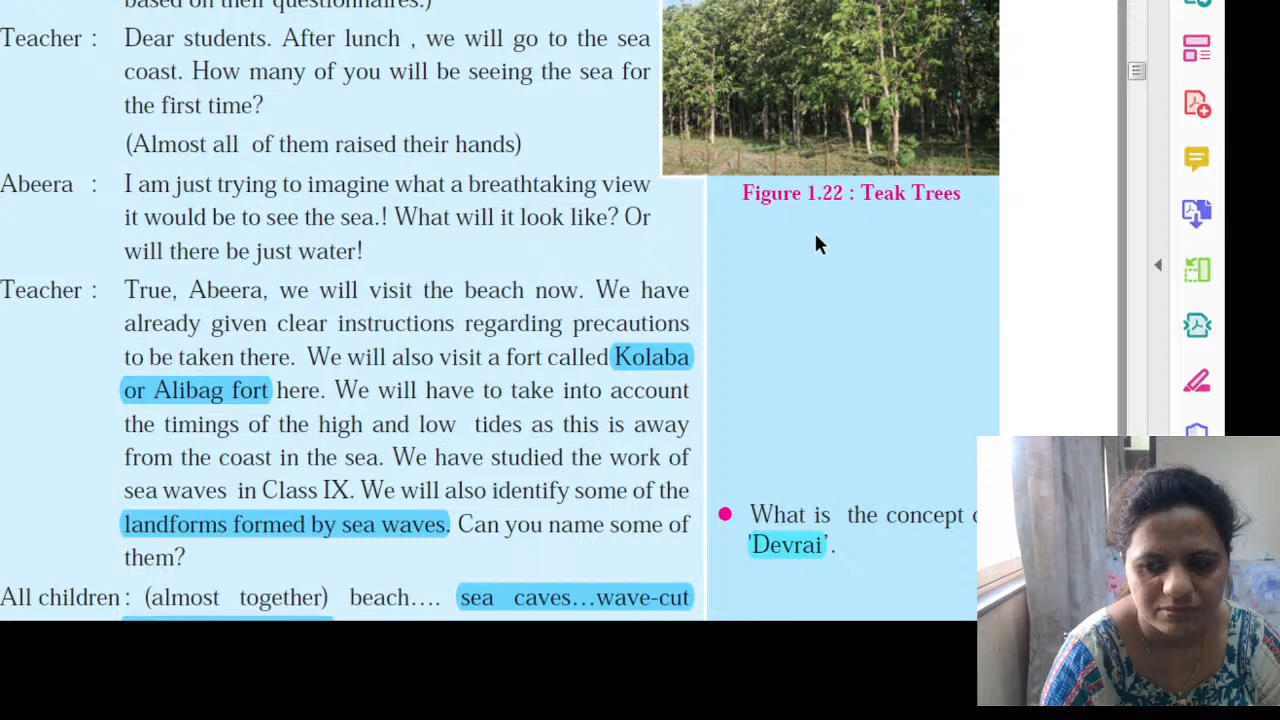 based on their questionnaires.)
Teacher : Dear students. After lunch , we will go to the sea
coast. How many of you will be seeing the sea for
the first time?
(Almost all of them raised their hands)
Abeera : I am just trying to imagine what a breathtaking view
it would be to see the sea.! What will it look like? Or
will there be just water!
Teacher : True, Abeera, we will visit the beach now. We have
already given clear instructions regarding precautions
to be taken there. We will also visit a fort called Kolaba
or Alibag fort here. We will have to take into account
the timings of the high and low tides as this is away
from the coast in the sea. We have studied the work of
sea waves in Class IX. We will also identify some of the
landforms formed by sea waves. Can you name some of
them?
All children : (almost together) beach.... sea caves...wave-cut
Figure 1.22 : Teak Trees
What is the concept
'Devrai’.